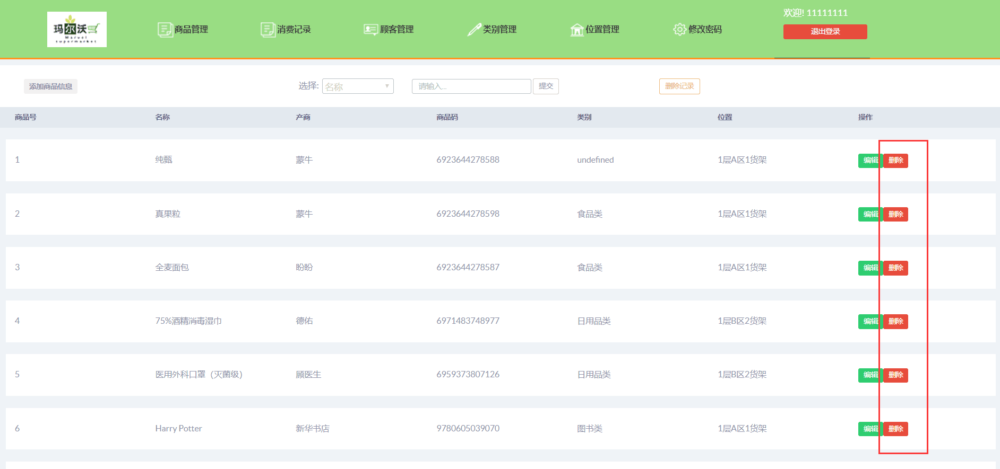 玛尔沃
Marvel
supermarket
商品管理
消费记录
顾客管理
类别管理
位置管理
修改密码
欢迎! 11111111
退出登录
添加商品信息
选择: 名称
请输入...
提交
删除记录
商品号 名称 产商 商品码 类别 位置 操作
1 纯甄 蒙牛 6923644278588 undefined 1层A区1货架 编辑 删除
2 真果粒 蒙牛 6923644278598 食品类 1层A区1货架 编辑 删除
3 全麦面包 盼盼 6923644278587 食品类 1层A区1货架 编辑 删除
4 75%酒精消毒湿巾 德佑 6971483748977 日用品类 1层B区2货架 编辑 删除
5 医用外科口罩（灭菌级） 顾医生 6959373807126 日用品类 1层B区2货架 编辑 删除
6 Harry Potter 新华书店 9780605039070 图书类 1层A区1货架 编辑 删除